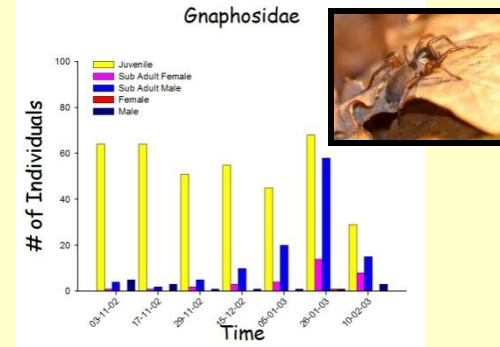 Gnaphosidae
100
80
60
40
20
0
# of Individuals
Juvenile
Sub Adult Female
Sub Adult Male
Female
Male
03-11-02
17-11-02
29-11-02
15-12-02
05-01-03
26-01-03
10-02-03
Time